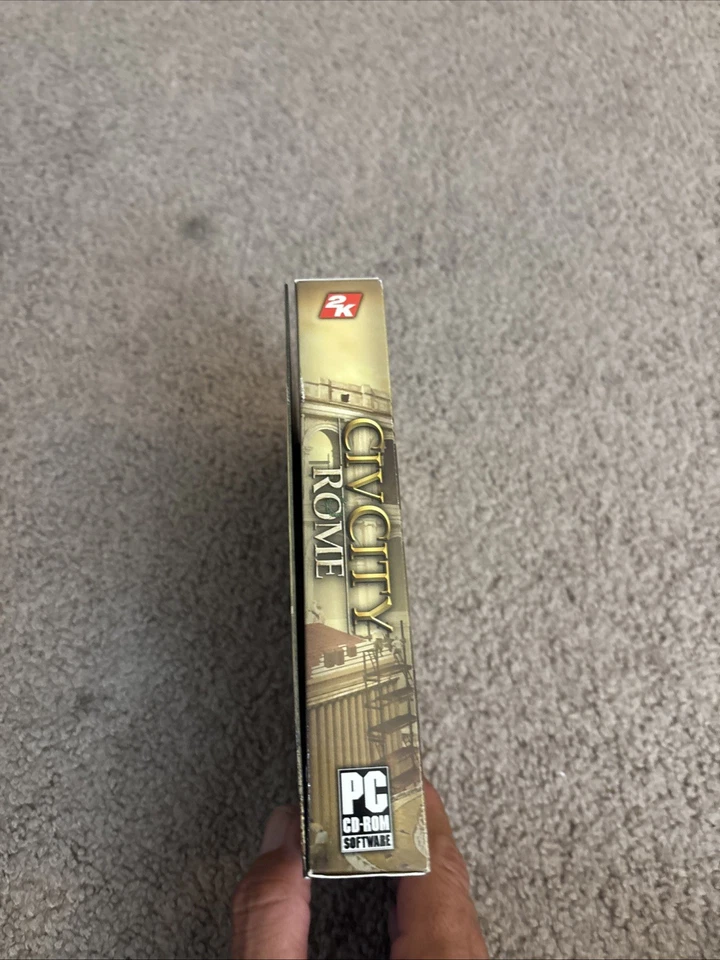 2K
CIVCITY
ROME
PC
CD-ROM
SOFTWARE